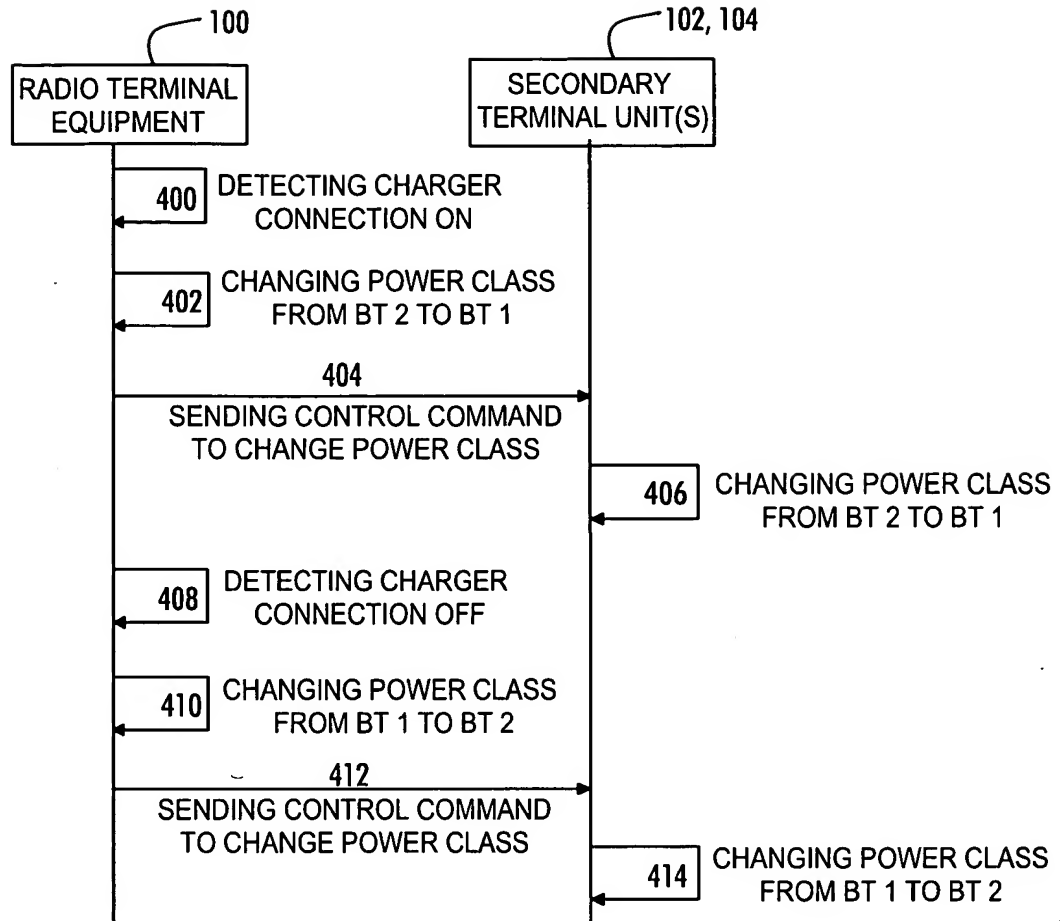 100
102, 104
RADIO TERMINAL
EQUIPMENT
SECONDARY
TERMINAL UNIT(S)
400
DETECTING CHARGER
CONNECTION ON
402
CHANGING POWER CLASS
FROM BT 2 TO BT 1
404
SENDING CONTROL COMMAND
TO CHANGE POWER CLASS
406
CHANGING POWER CLASS
FROM BT 2 TO BT 1
408
DETECTING CHARGER
CONNECTION OFF
410
CHANGING POWER CLASS
FROM BT 1 TO BT 2
412
SENDING CONTROL COMMAND
TO CHANGE POWER CLASS
414
CHANGING POWER CLASS
FROM BT 1 TO BT 2